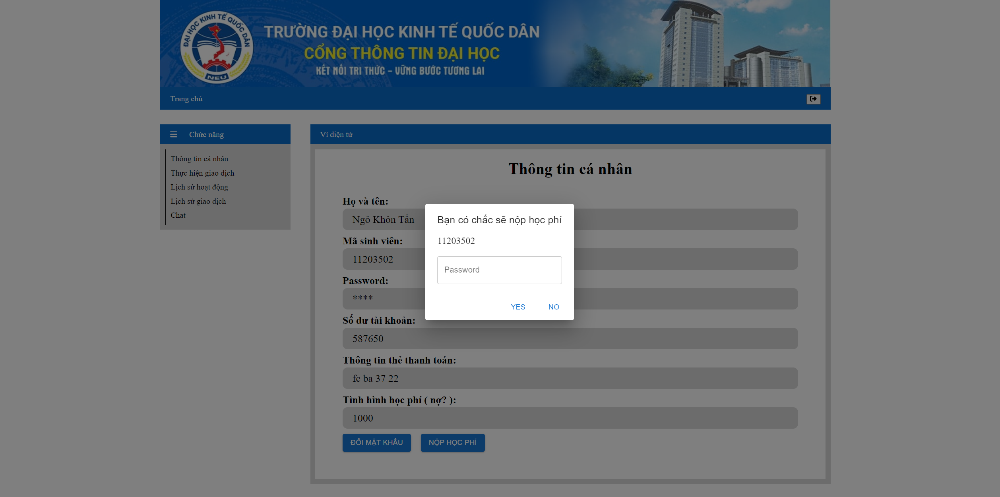 ĐẠI HỌC KINH TẾ QUỐC DÂN
NEU
TRƯỜNG ĐẠI HỌC KINH TẾ QUỐC DÂN
CỔNG THÔNG TIN ĐẠI HỌC
KẾT NỐI TRI THỨC – VỮNG BƯỚC TƯƠNG LAI
Trang chủ
Chức năng
Thông tin cá nhân
Thực hiện giao dịch
Lịch sử hoạt động
Lịch sử giao dịch
Chat
Ví điện tử
Thông tin cá nhân
Họ và tên:
Ngô Khôn Tấn
Mã sinh viên:
11203502
Password:
****
Số dư tài khoản:
587650
Thông tin thẻ thanh toán:
fc ba 37 22
Tình hình học phí ( nợ? ):
1000
ĐỔI MẬT KHẨU
NỘP HỌC PHÍ
Bạn có chắc sẽ nộp học phí
11203502
Password
YES
NO